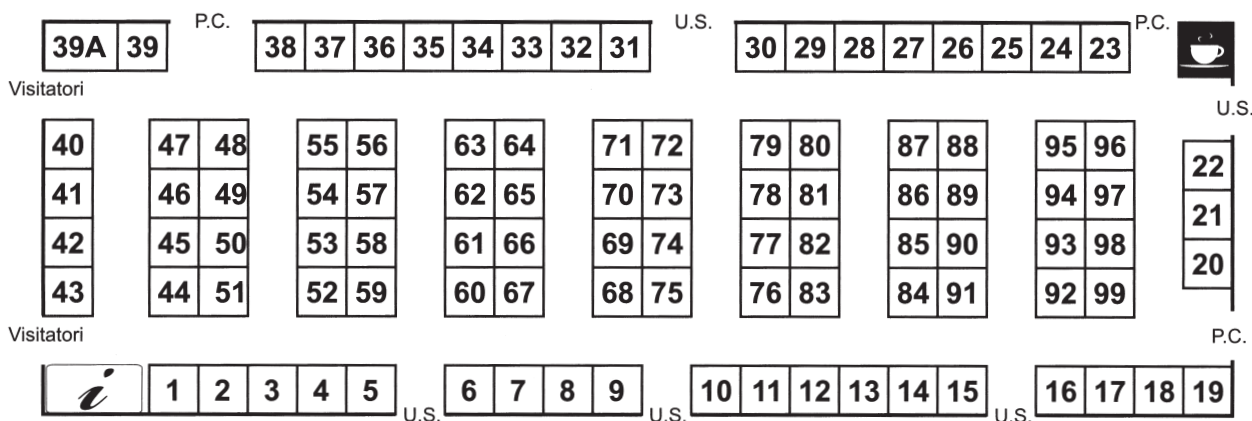 P.C. U.S. P.C.
39A 39 38 37 36 35 34 33 32 31 30 29 28 27 26 25 24 23
Visitatori
U.S.
40 47 48 55 56 63 64 71 72 79 80 87 88 95 96
22
41 46 49 54 57 62 65 70 73 78 81 86 89 94 97
21
42 45 50 53 58 61 66 69 74 77 82 85 90 93 98
20
43 44 51 52 59 60 67 68 75 76 83 84 91 92 99
Visitatori P.C.
i 1 2 3 4 5 6 7 8 9 10 11 12 13 14 15 16 17 18 19
U.S. U.S. U.S.